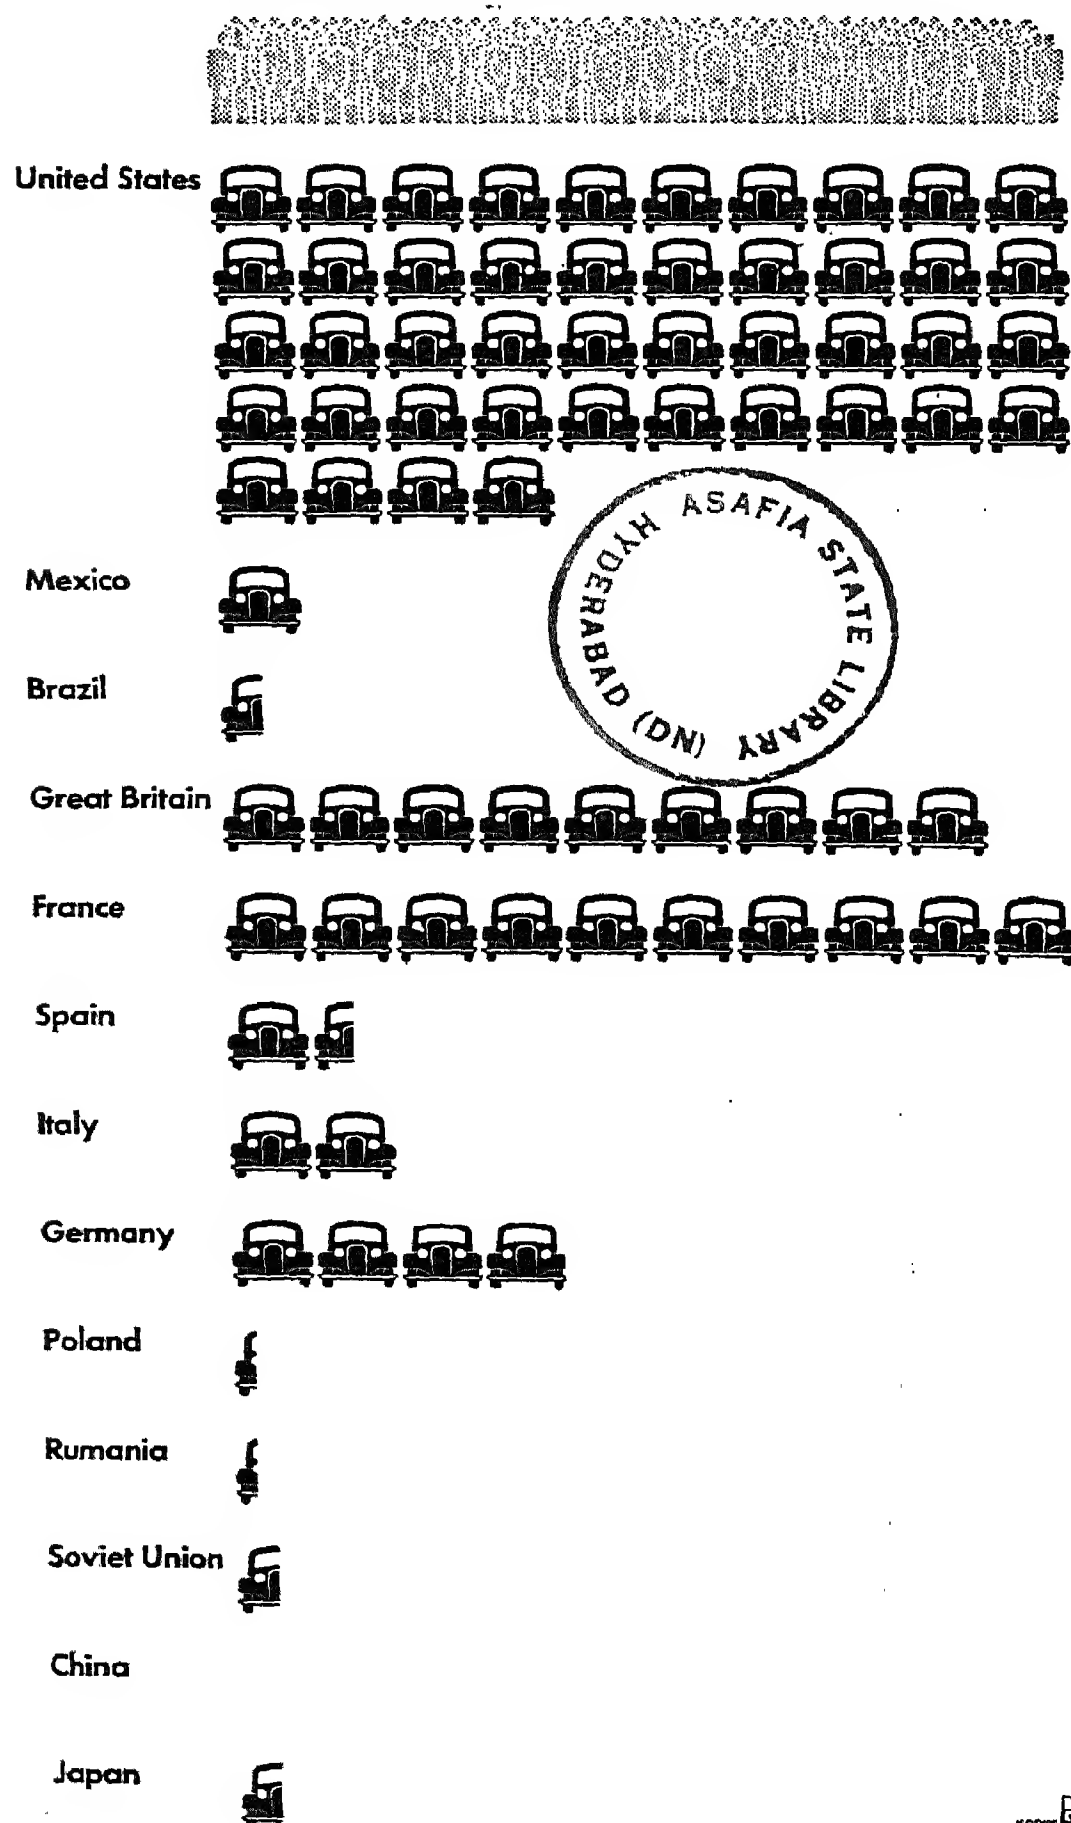 United States
HYDERABAD (DN) ASAFIA STATE LIBRARY
Mexico
Brazil
Great Britain
France
Spain
Italy
Germany
Poland
Rumania
Soviet Union
China
Japan